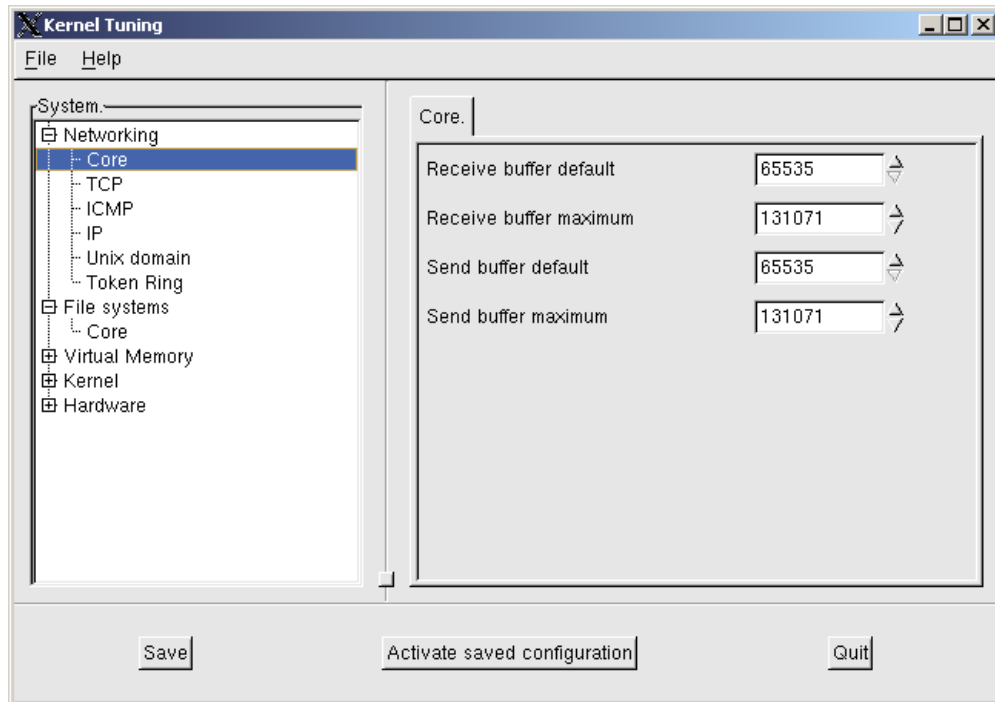 Kernel Tuning
File Help
System.
Networking
Core
TCP
ICMP
IP
Unix domain
Token Ring
File systems
Core
Virtual Memory
Kernel
Hardware
Core.
Receive buffer default 65535
Receive buffer maximum 131071
Send buffer default 65535
Send buffer maximum 131071
Save Activate saved configuration Quit